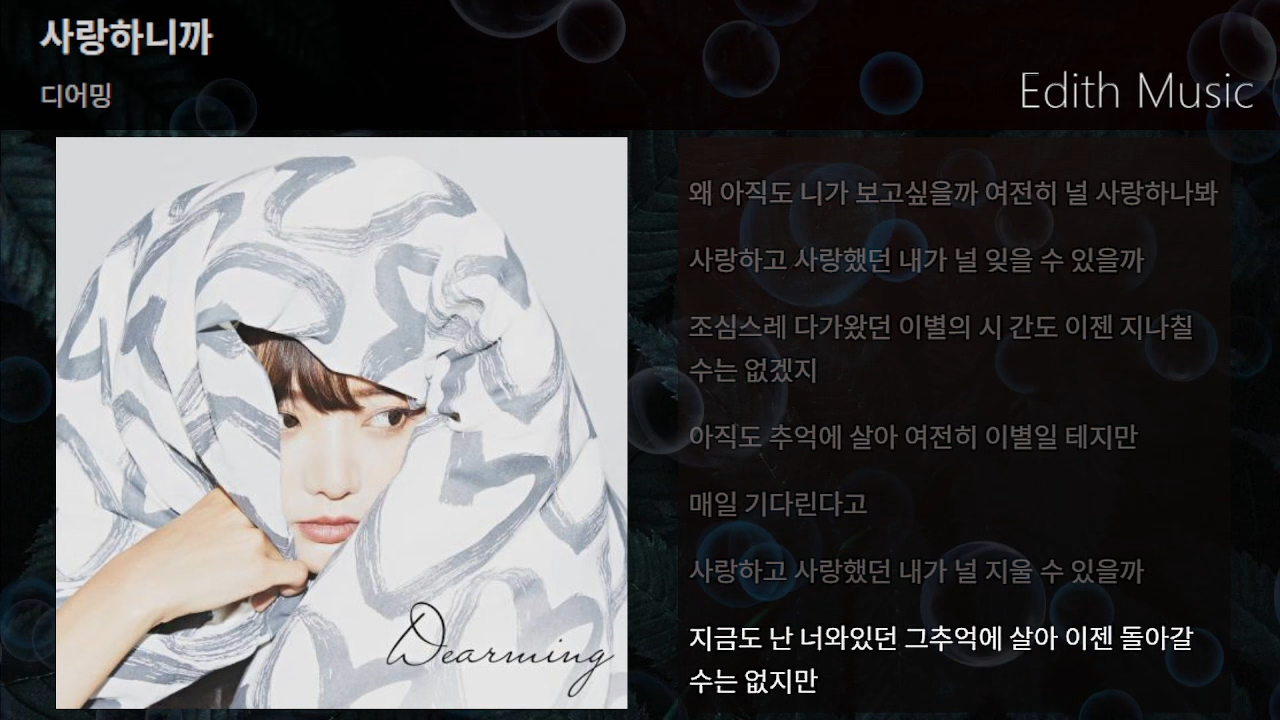 사랑하니까
디어밍
Edith Music
왜 아직도 니가 보고싶을까 여전히 널 사랑하나봐
사랑하고 사랑했던 내가 널 잊을 수 있을까
조심스레 다가왔던 이별의 시 간도 이젠 지나칠
수는 없겠지
아직도 추억에 살아 여전히 이별일 테지만
매일 기다린다고
사랑하고 사랑했던 내가 널 지울 수 있을까
지금도 난 너와있던 그추억에 살아 이젠 돌아갈
수는 없지만
Dearming